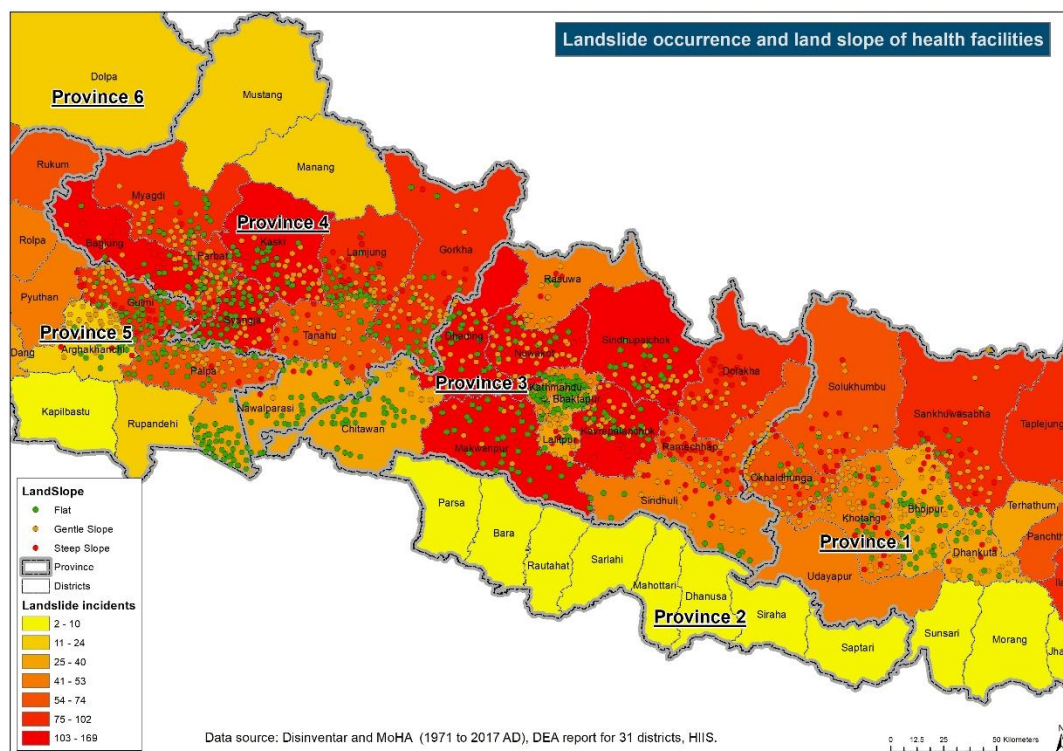 Landslide occurrence and land slope of health facilities
Dolpa
Province 6
Mustang
Manang
Rukum
Myagdi
Province 4
Baglung
Kaski
Parbat
Lamjung
Gorkha
Rolpa
Rasuwa
Pyuthan
Gulmi
Syangja
Province 5
Tanahu
Dhading
Nuwakot
Sindhupalchok
Dang
Arghakhanchi
Palpa
Province 3
Kathmandu
Bhaktapur
Dolakha
Solukhumbu
Sankhuwasabha
Taplejung
Kapilbastu
Rupandehi
Nawalparasi
Chitawan
Lalitpur
Kavrepalanchok
Ramechhap
Makwanpur
Okhaldhunga
Sindhuli
Khotang
Bhojpur
Terhathum
Panchth
Parsa
Province 1
Dhankuta
Bara
Udayapur
Rautahat
Sarlahi
Mahottari
Dhanusa
Province 2
Siraha
Saptari
Sunsari
Morang
Jha
LandSlope
Flat
Gentle Slope
Steep Slope
Province
Districts
Landslide incidents
2 - 10
11 - 24
25 - 40
41 - 53
54 - 74
75 - 102
103 - 169
Data source: Disinventar and MoHA (1971 to 2017 AD), DEA report for 31 districts, HIIS.
0 12.5 25 50 Kilometers
N